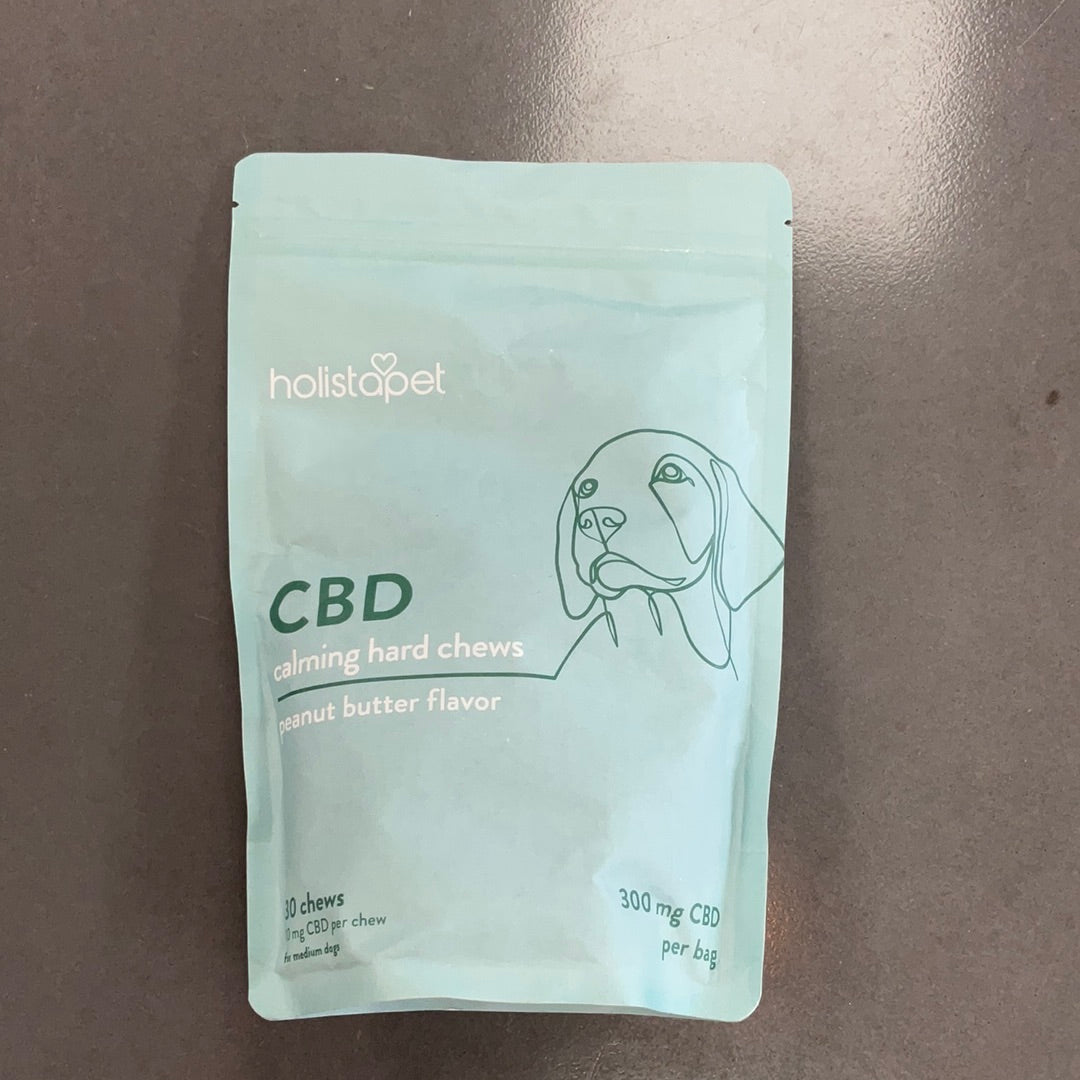 holistapet
CBD
calming hard chews
peanut butter flavor
30 chews
10 mg CBD per chew
for medium dogs
300 mg CBD
per bag